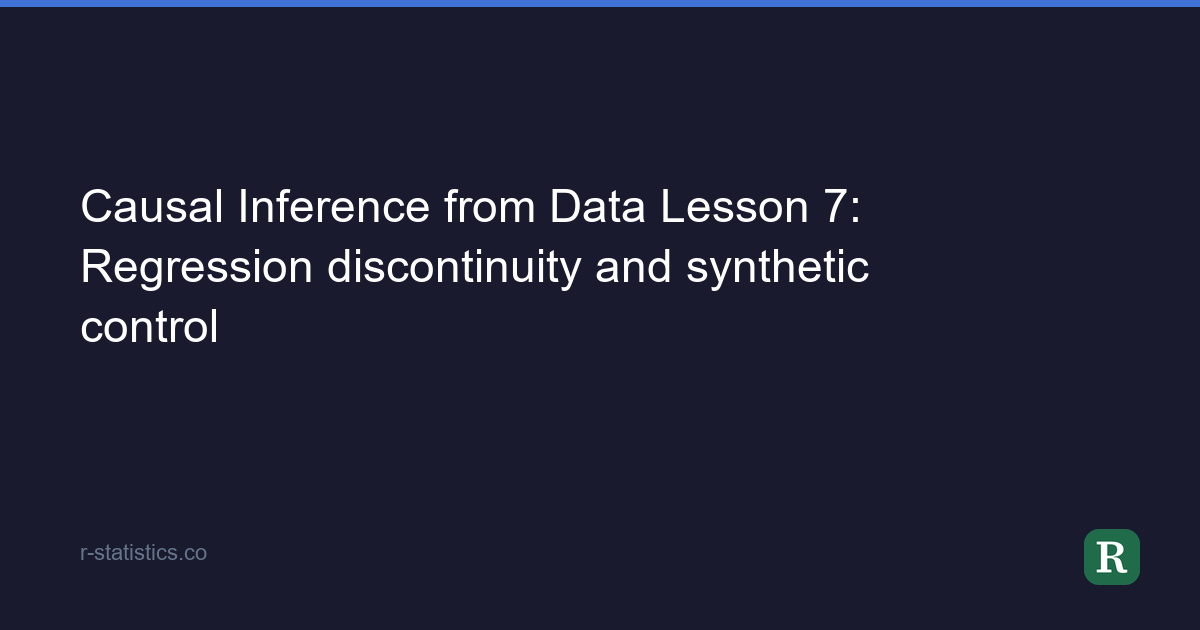 Causal Inference from Data Lesson 7:
Regression discontinuity and synthetic
control
r-statistics.co
R